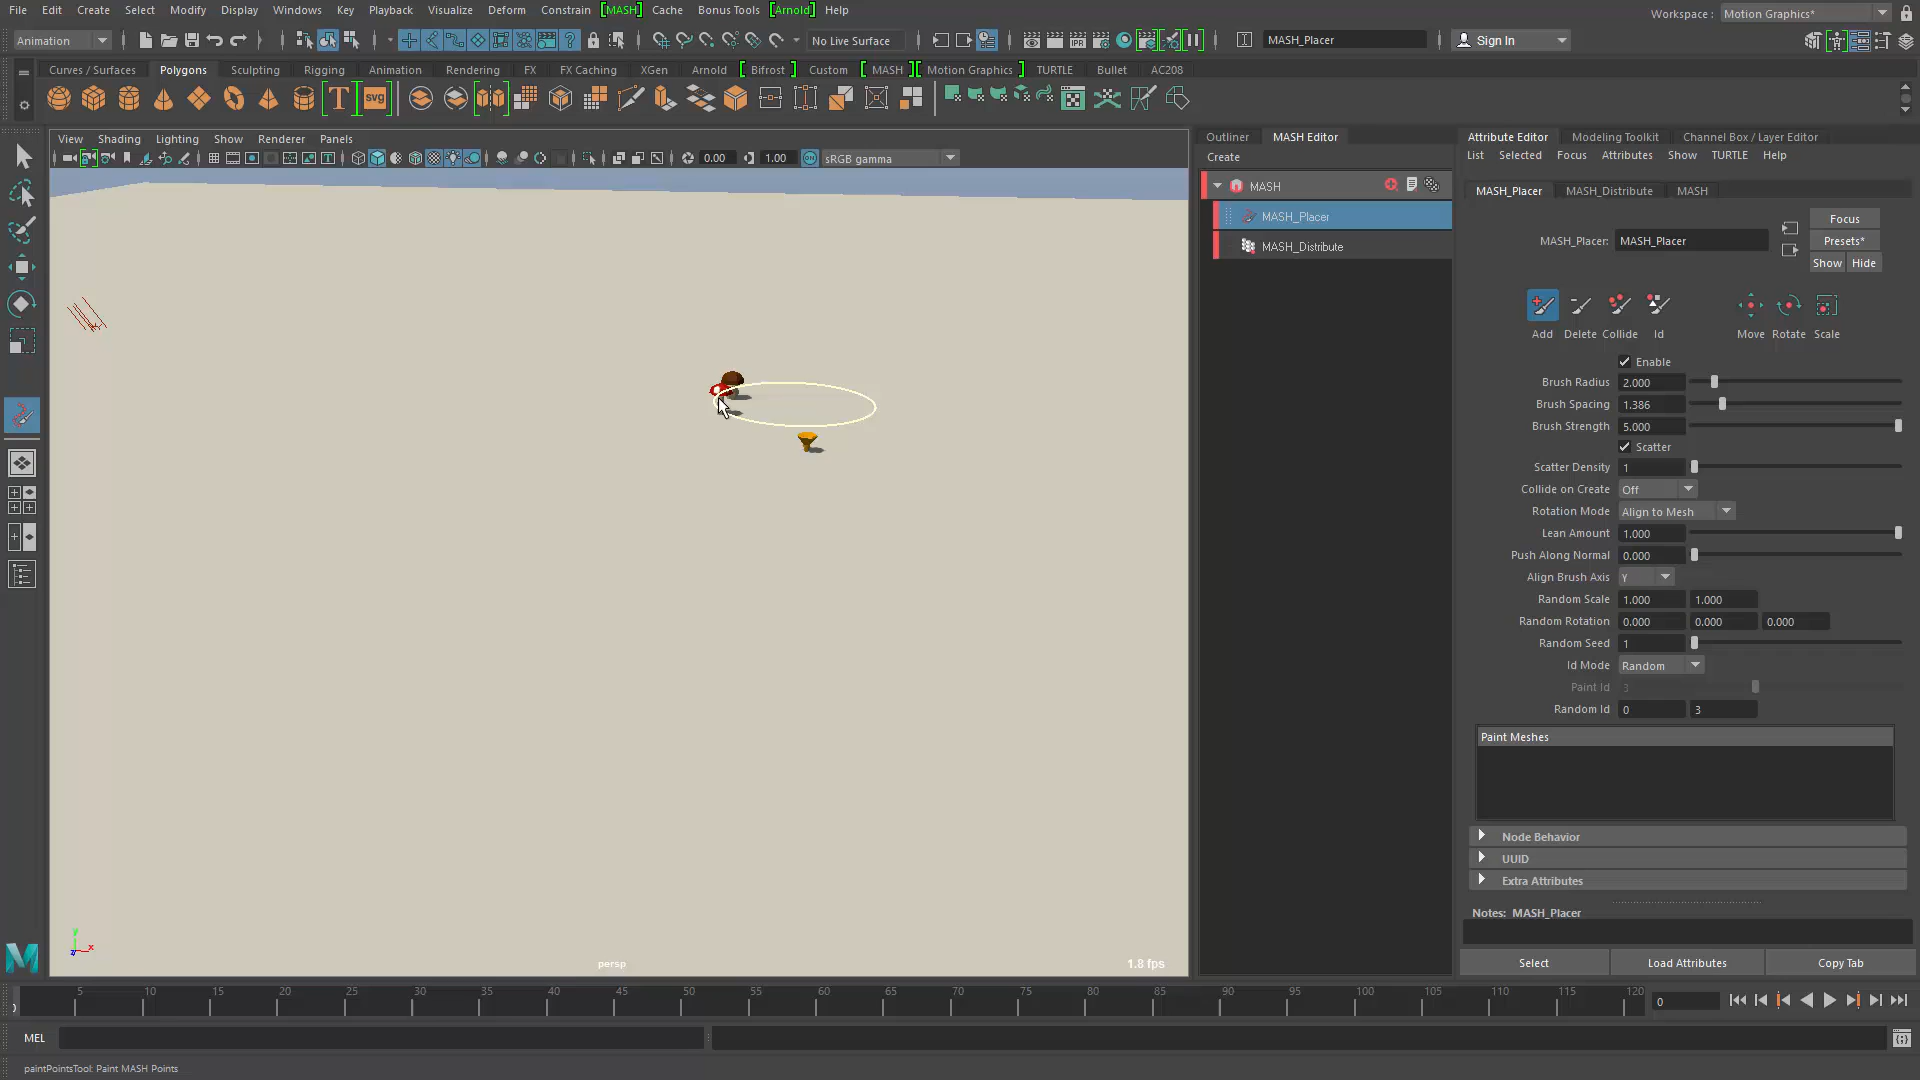 File Edit Create Select Modify Display Windows Key Playback Visualize Deform Constrain [MASH] Cache Bonus Tools [Arnold] Help
Workspace : Motion Graphics*
Animation
No Live Surface
MASH_Placer
Sign In
Curves / Surfaces Polygons Sculpting Rigging Animation Rendering FX FX Caching XGen Arnold [ Bifrost ] Custom [ MASH ] [ Motion Graphics ] TURTLE Bullet AC208
T svg
View Shading Lighting Show Renderer Panels
0.00 1.00 sRGB gamma
persp
1.8 fps
y
x
z
Outliner MASH Editor
Create
MASH
MASH_Placer
MASH_Distribute
Attribute Editor Modeling Toolkit Channel Box / Layer Editor
List Selected Focus Attributes Show TURTLE Help
MASH_Placer MASH_Distribute MASH
Focus
MASH_Placer: MASH_Placer
Presets*
Show Hide
Add Delete Collide Id Move Rotate Scale
Enable
Brush Radius 2.000
Brush Spacing 1.386
Brush Strength 5.000
Scatter
Scatter Density 1
Collide on Create Off
Rotation Mode Align to Mesh
Lean Amount 1.000
Push Along Normal 0.000
Align Brush Axis Y
Random Scale 1.000 1.000
Random Rotation 0.000 0.000 0.000
Random Seed 1
Id Mode Random
Paint Id 3
Random Id 0 3
Paint Meshes
Node Behavior
UUID
Extra Attributes
Notes: MASH_Placer
Select Load Attributes Copy Tab
5 10 15 20 25 30 35 40 45 50 55 60 65 70 75 80 85 90 95 100 105 110 115 120
0
MEL
paintPointsTool: Paint MASH Points